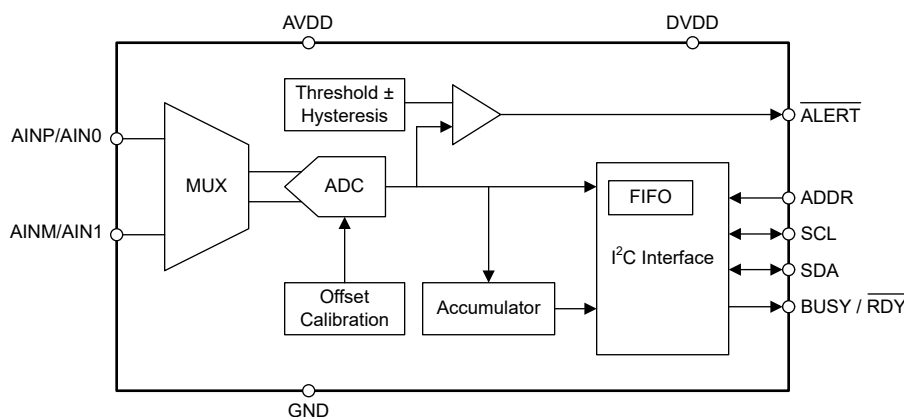 AVDD
DVDD
Threshold ±
Hysteresis
ALERT
AINP/AIN0
MUX
ADC
FIFO
ADDR
AINM/AIN1
SCL
I²C Interface
SDA
Offset
Calibration
Accumulator
BUSY / RDY
GND